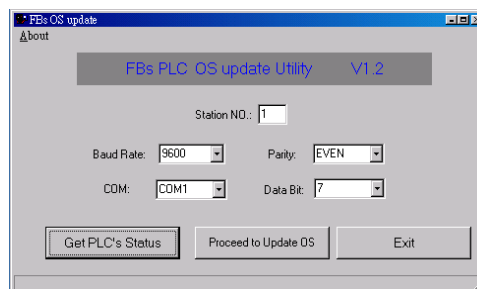 FBs OS update
About
FBs PLC OS update Utility V1.2
Station NO.: 1
Baud Rate: 9600 Parity: EVEN
COM: COM1 Data Bit: 7
Get PLC's Status Proceed to Update OS Exit